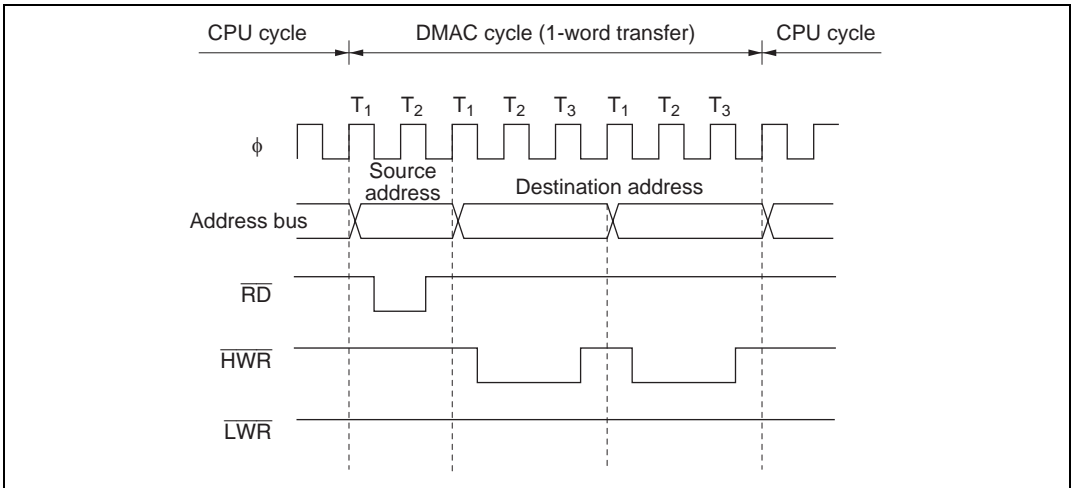 CPU cycle DMAC cycle (1-word transfer) CPU cycle
T1 T2 T1 T2 T3 T1 T2 T3
ϕ
Source
address Destination address
Address bus
RD
HWR
LWR